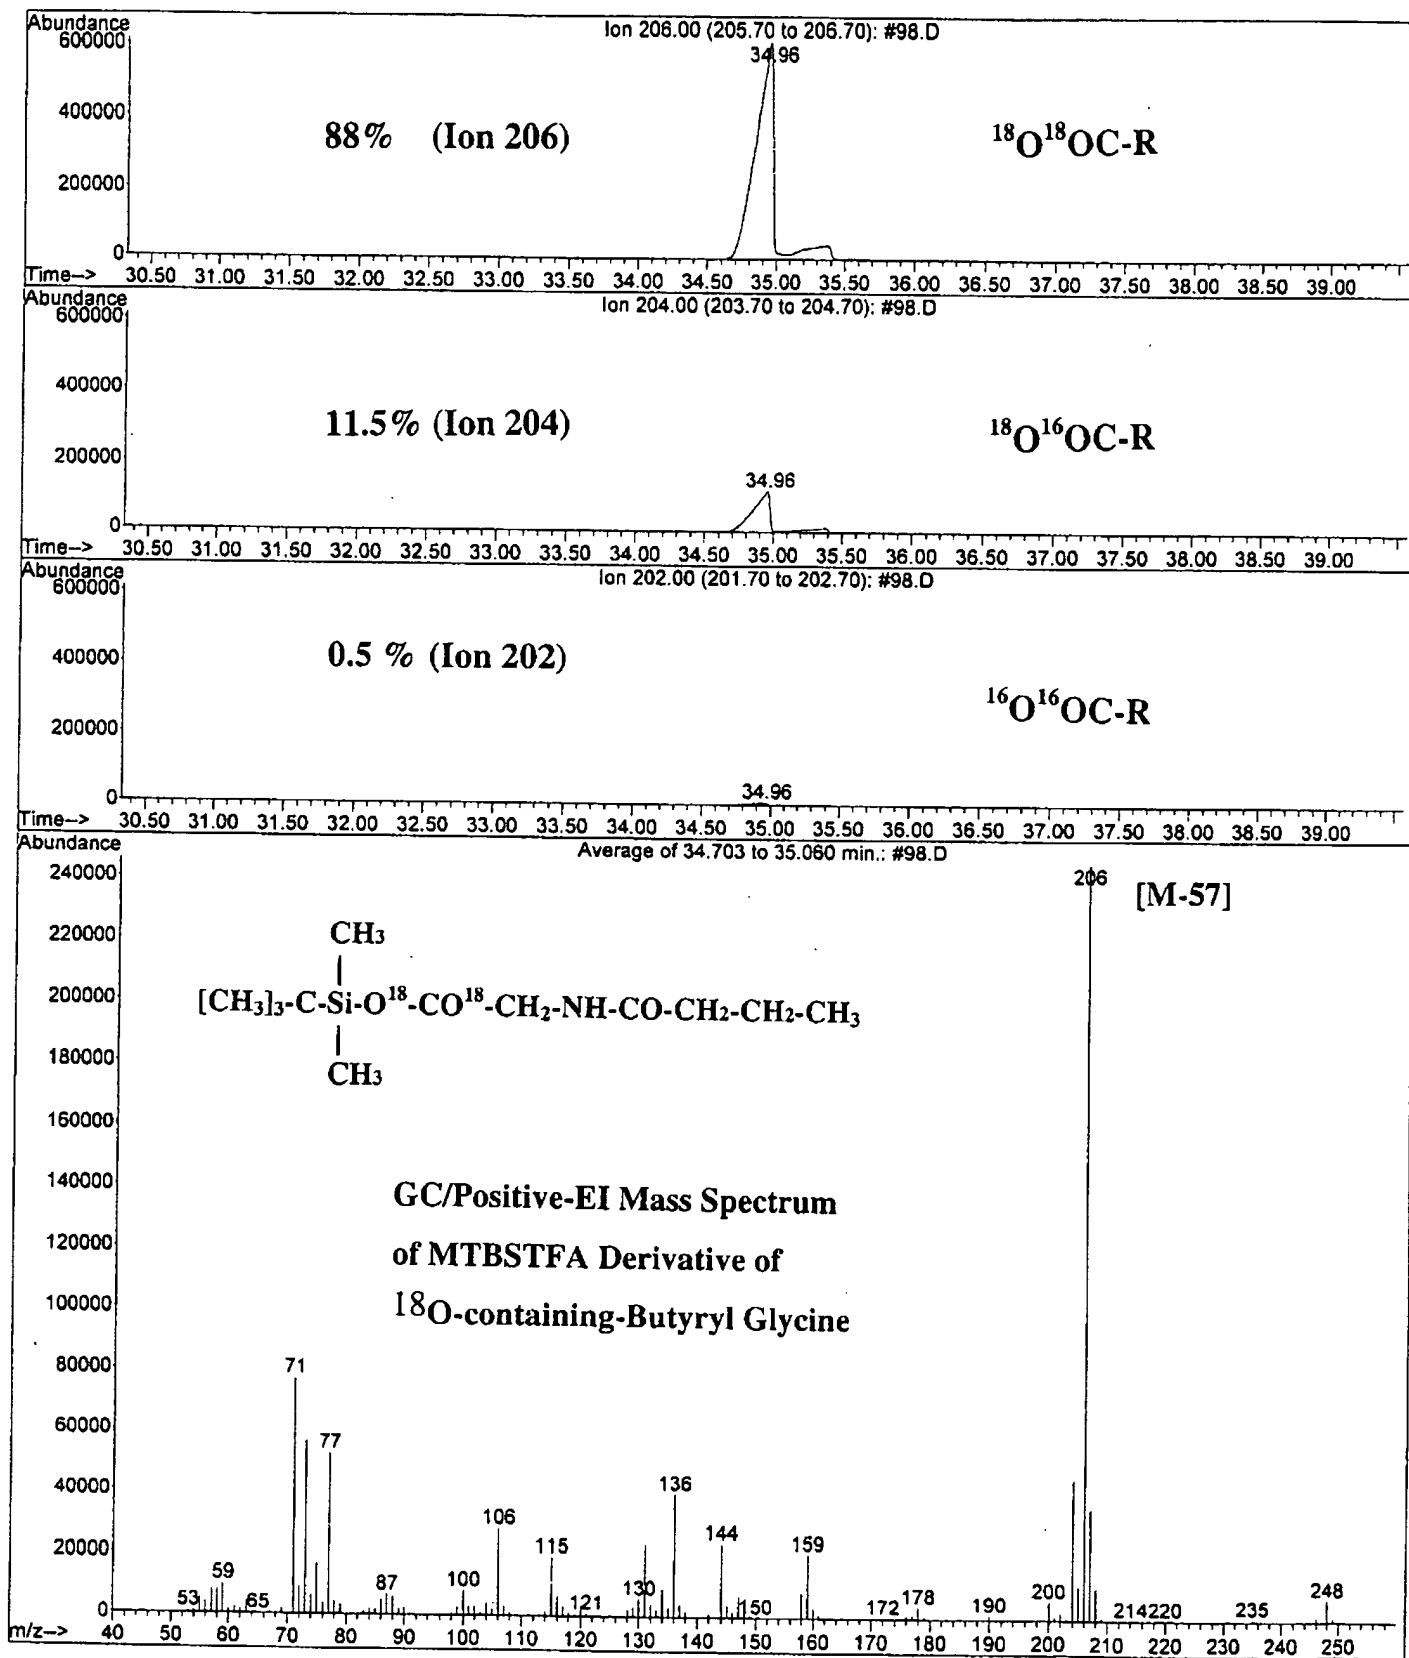 Abundance
Ion 206.00 (205.70 to 206.70): #98.D
600000
34.96
400000
88% (Ion 206)
¹⁸O¹⁸OC-R
200000
0
Time-->
30.50 31.00 31.50 32.00 32.50 33.00 33.50 34.00 34.50 35.00 35.50 36.00 36.50 37.00 37.50 38.00 38.50 39.00
Abundance
Ion 204.00 (203.70 to 204.70): #98.D
600000
400000
11.5% (Ion 204)
¹⁸O¹⁶OC-R
200000
34.96
0
Time-->
30.50 31.00 31.50 32.00 32.50 33.00 33.50 34.00 34.50 35.00 35.50 36.00 36.50 37.00 37.50 38.00 38.50 39.00
Abundance
Ion 202.00 (201.70 to 202.70): #98.D
600000
0.5 % (Ion 202)
400000
¹⁶O¹⁶OC-R
200000
34.96
0
Time-->
30.50 31.00 31.50 32.00 32.50 33.00 33.50 34.00 34.50 35.00 35.50 36.00 36.50 37.00 37.50 38.00 38.50 39.00
Abundance
Average of 34.703 to 35.060 min.: #98.D
240000
206
[M-57]
220000
CH₃
200000
[CH₃]₃-C-Si-O¹⁸-CO¹⁸-CH₂-NH-CO-CH₂-CH₂-CH₃
180000
CH₃
160000
140000
GC/Positive-EI Mass Spectrum
120000
of MTBSTFA Derivative of
100000
¹⁸O-containing-Butyryl Glycine
80000
71
60000
77
40000
136
106
20000
115
144
159
53 59 65 87 100 121 130 150 172 178 190 200 214 220 235 248
0
m/z-->
40 50 60 70 80 90 100 110 120 130 140 150 160 170 180 190 200 210 220 230 240 250